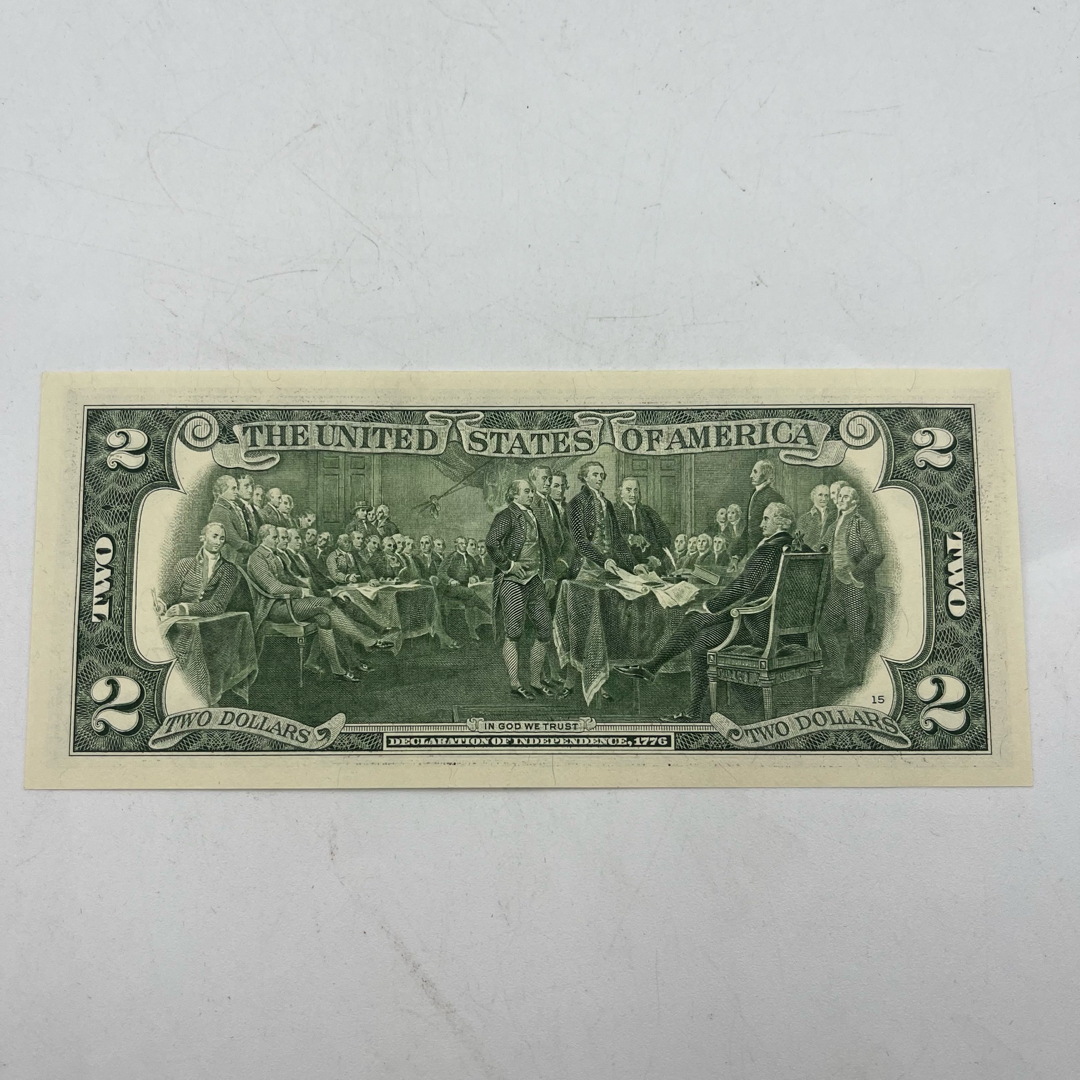 2 THE UNITED STATES OF AMERICA 2
TWO TWO
2 2
15
TWO DOLLARS IN GOD WE TRUST TWO DOLLARS
DECLARATION OF INDEPENDENCE, 1776